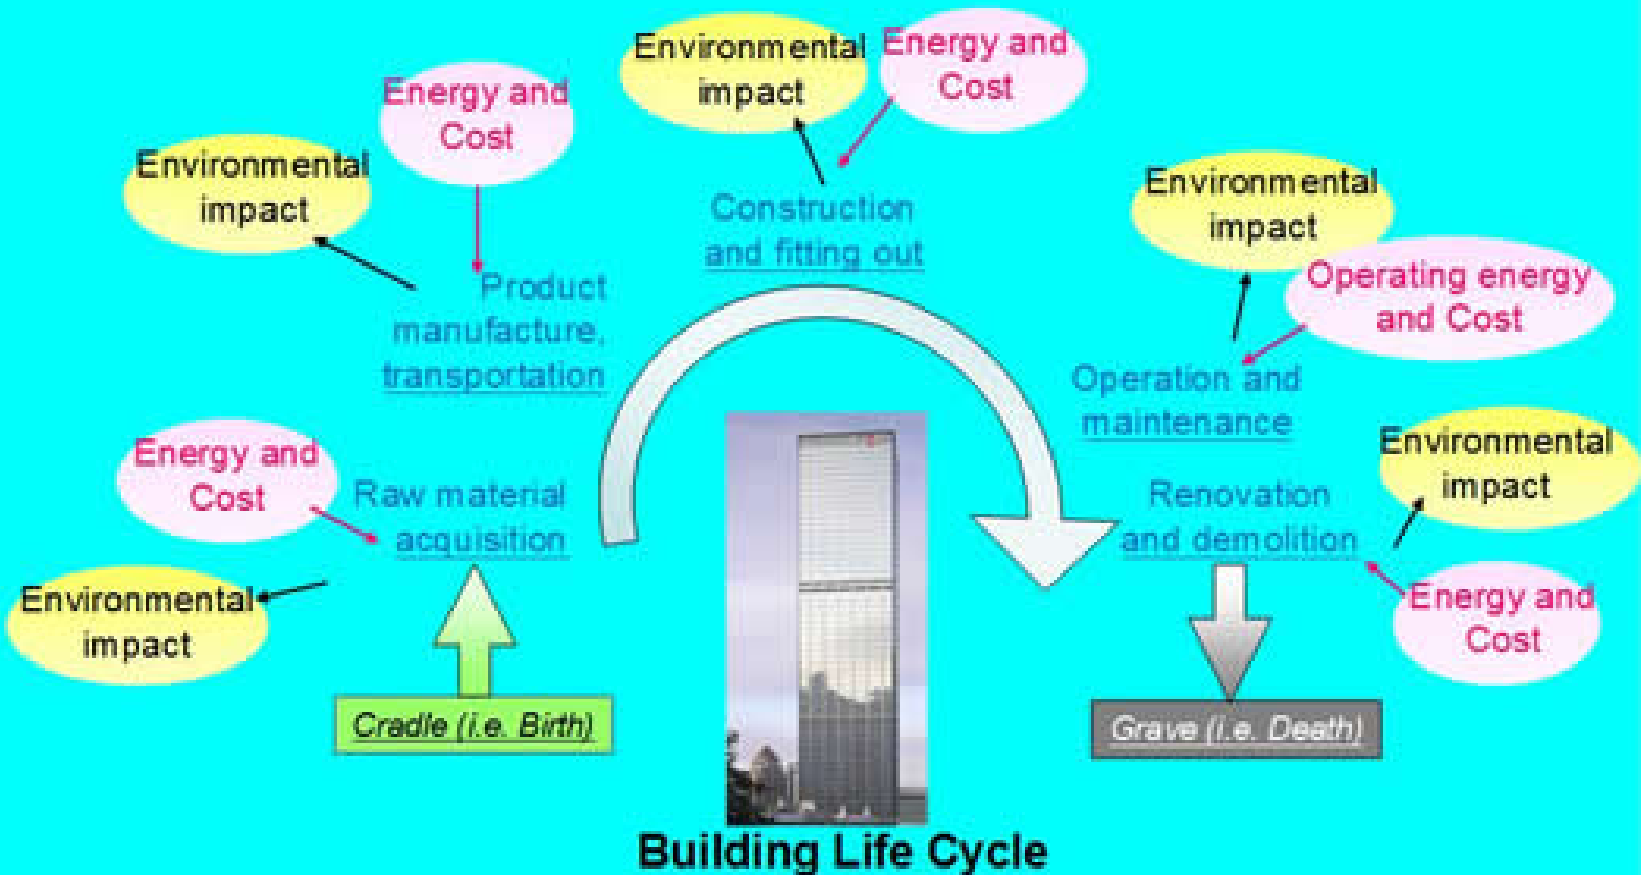 Environmental
impact
Energy and
Cost
Energy and
Cost
Environmental
impact
Construction
and fitting out
Environmental
impact
Product
manufacture,
transportation
Operating energy
and Cost
Operation and
maintenance
Energy and
Cost
Raw material
acquisition
Environmental
impact
Renovation
and demolition
Environmental
impact
Energy and
Cost
Cradle (i.e. Birth)
Grave (i.e. Death)
Building Life Cycle